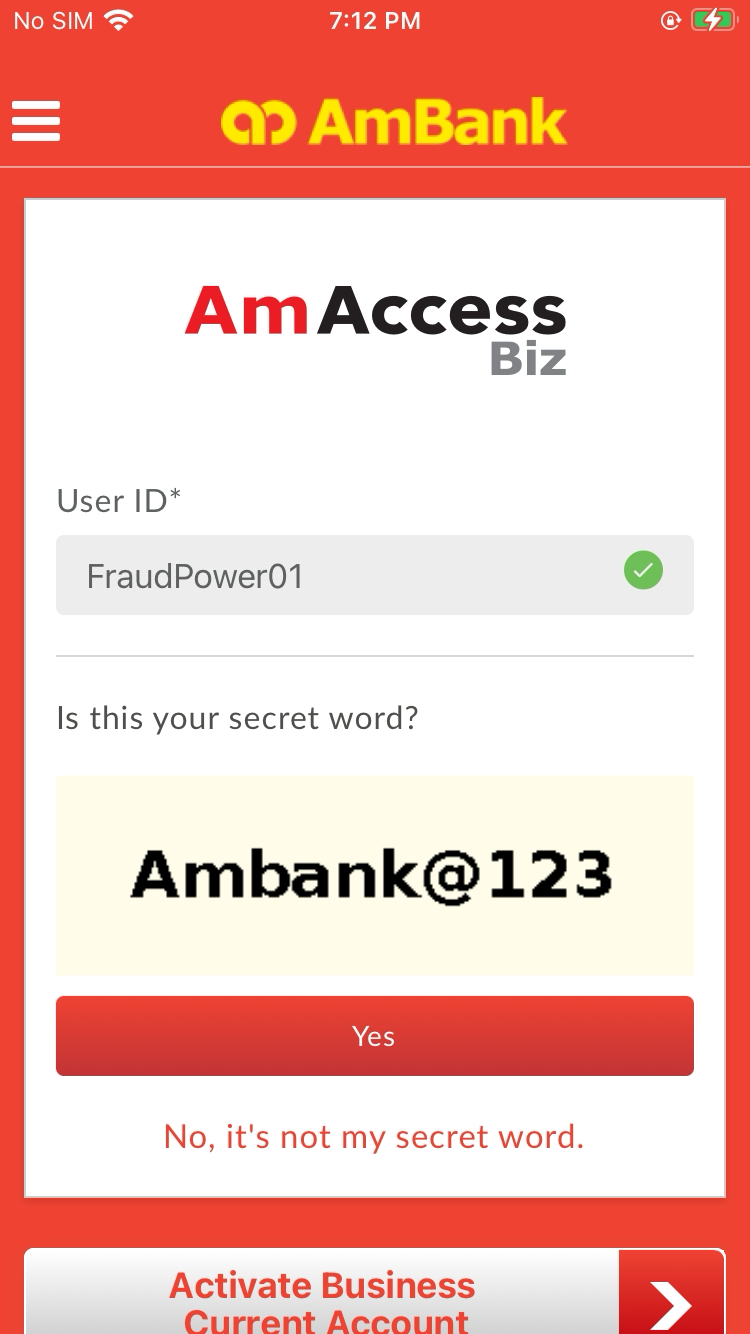 No SIM 7:12 PM
AmBank
AmAccess
Biz
User ID*
FraudPower01
Is this your secret word?
Ambank@123
Yes
No, it's not my secret word.
Activate Business
Current Account